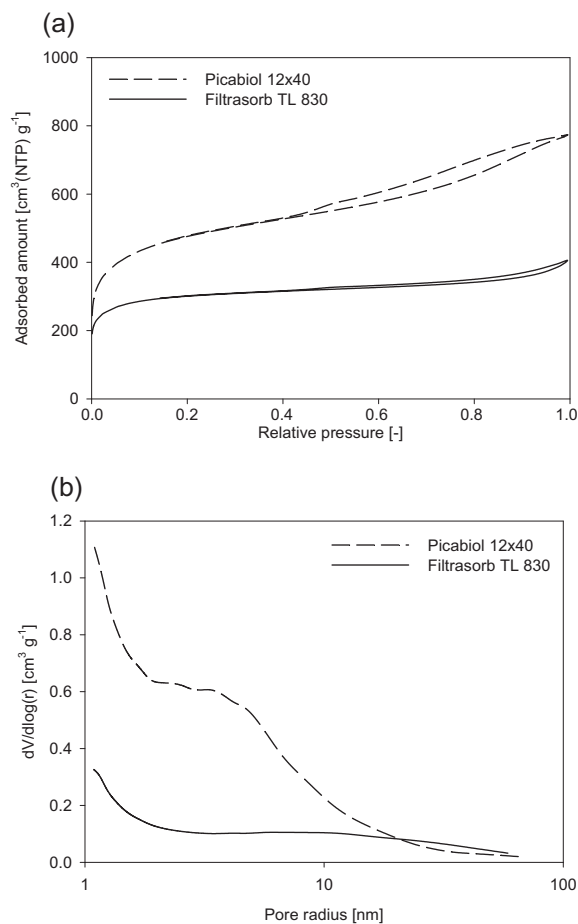 (a)
Adsorbed amount [cm³(NTP) g⁻¹]
1000
800
600
400
200
0
Picabiol 12x40
Filtrasorb TL 830
0.0 0.2 0.4 0.6 0.8 1.0
Relative pressure [-]
(b)
dV/dlog(r) [cm³ g⁻¹]
1.2
1.0
0.8
0.6
0.4
0.2
0.0
Picabiol 12x40
Filtrasorb TL 830
1 10 100
Pore radius [nm]